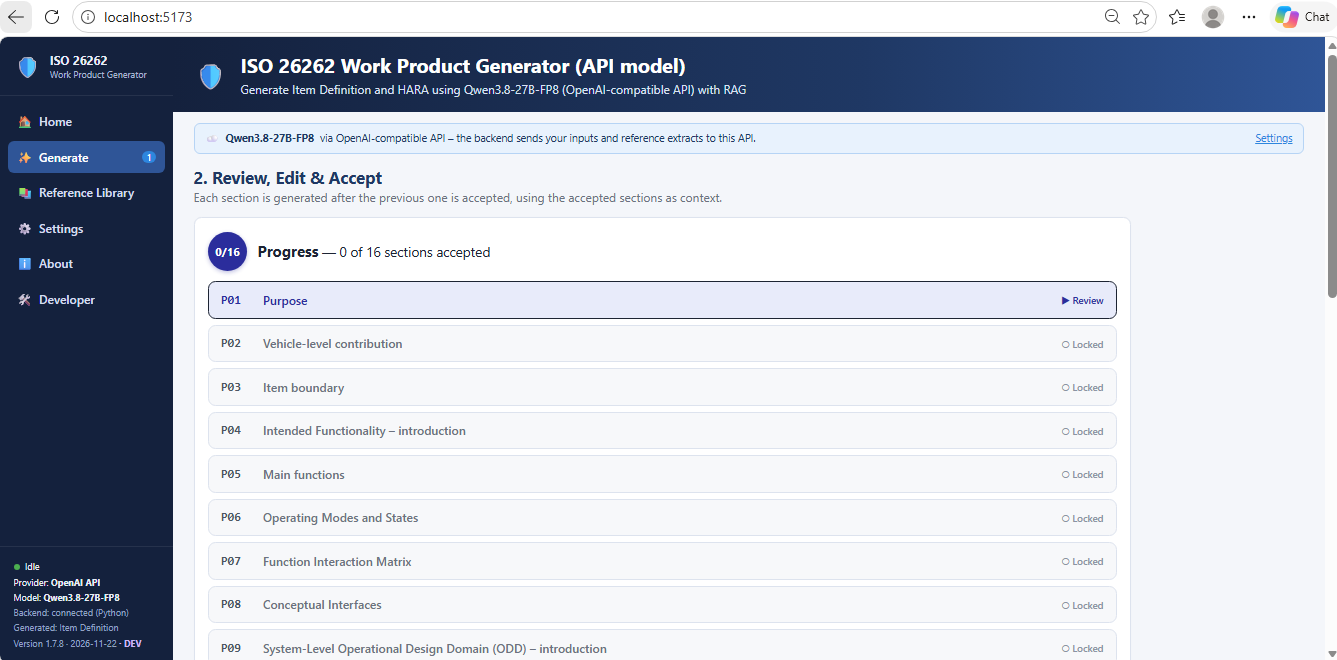 localhost:5173
Chat
ISO 26262
Work Product Generator
Home
Generate 1
Reference Library
Settings
About
Developer
Idle
Provider: OpenAI API
Model: Qwen3.8-27B-FP8
Backend: connected (Python)
Generated: Item Definition
Version 1.7.8 - 2026-11-22 - DEV
ISO 26262 Work Product Generator (API model)
Generate Item Definition and HARA using Qwen3.8-27B-FP8 (OpenAI-compatible API) with RAG
Qwen3.8-27B-FP8 via OpenAI-compatible API – the backend sends your inputs and reference extracts to this API. Settings
2. Review, Edit & Accept
Each section is generated after the previous one is accepted, using the accepted sections as context.
0/16 Progress — 0 of 16 sections accepted
P01 Purpose ▶ Review
P02 Vehicle-level contribution ○ Locked
P03 Item boundary ○ Locked
P04 Intended Functionality – introduction ○ Locked
P05 Main functions ○ Locked
P06 Operating Modes and States ○ Locked
P07 Function Interaction Matrix ○ Locked
P08 Conceptual Interfaces ○ Locked
P09 System-Level Operational Design Domain (ODD) – introduction ○ Locked